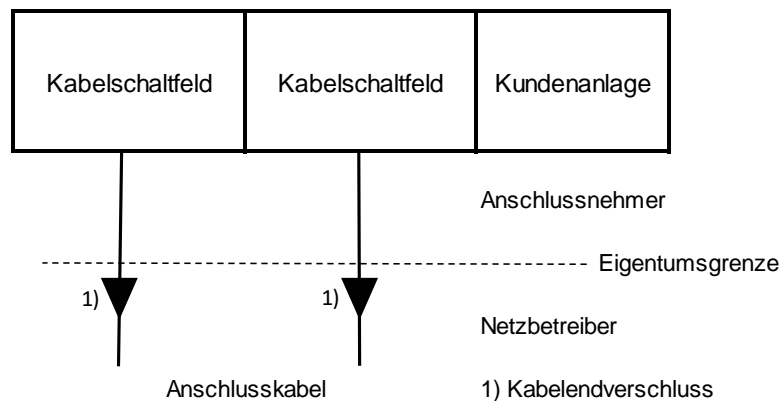 Kabelschaltfeld Kabelschaltfeld Kundenanlage
Anschlussnehmer
Eigentumsgrenze
1) 1)
Netzbetreiber
Anschlusskabel 1) Kabelendverschluss